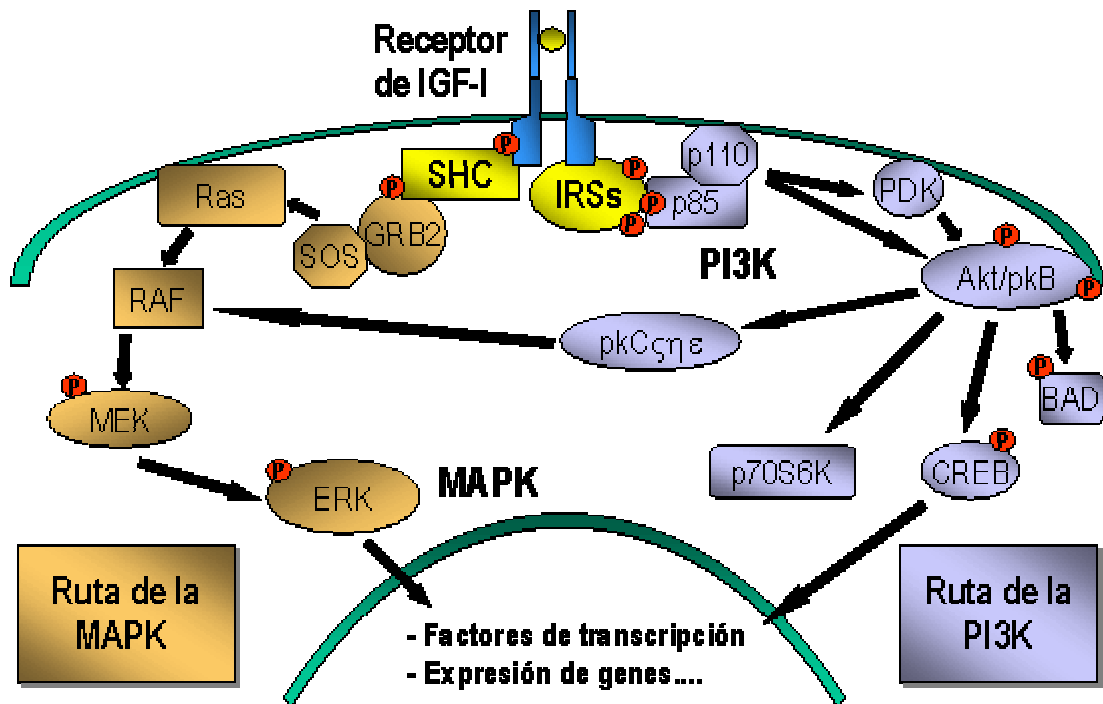 Receptor
de IGF-I
P
SHC
P
IRSs
P
P
P
p110
p85
PDK
Ras
SOS
GRB2
PI3K
P
Akt/pkB
P
RAF
pkCςηε
P
BAD
P
MEK
P
ERK
MAPK
p70S6K
P
CREB
Ruta de la
MAPK
- Factores de transcripción
- Expresión de genes....
Ruta de la
PI3K